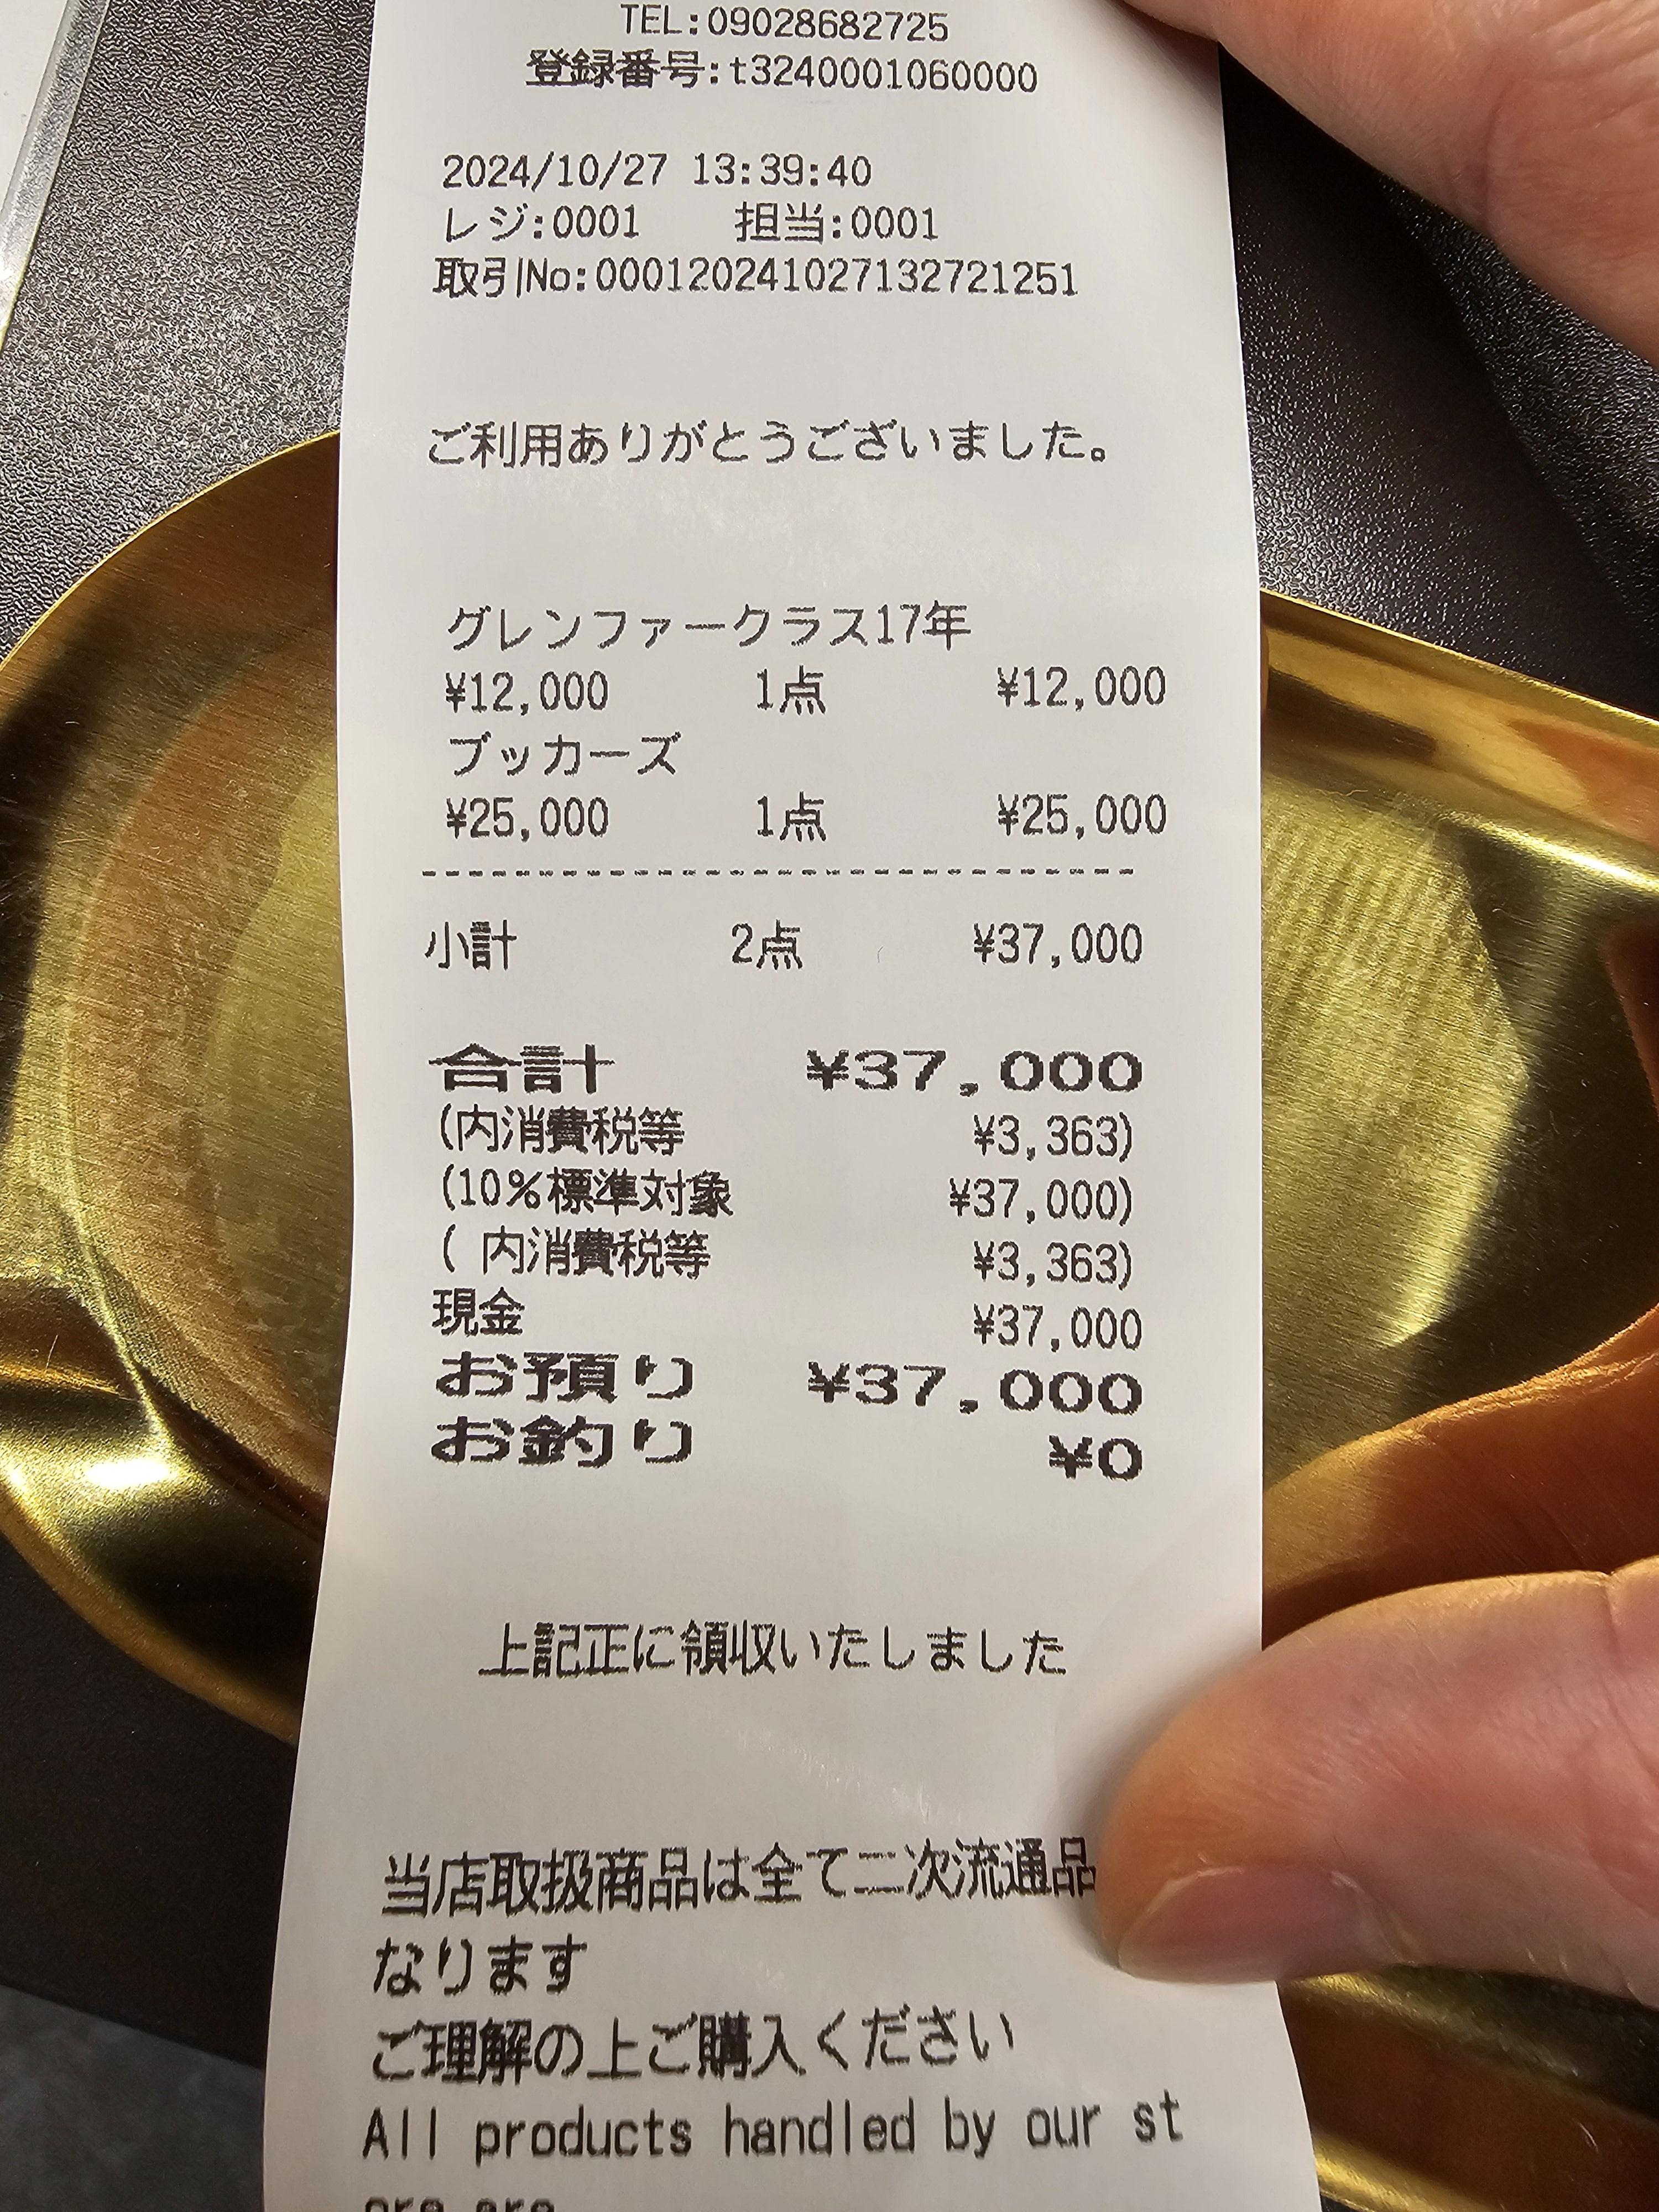 TEL:09028682725
登録番号:t3240001060000
2024/10/27 13:39:40
レジ:0001 担当:0001
取引No:000120241027132721251
ご利用ありがとうございました。
グレンファークラス17年
¥12,000 1点 ¥12,000
ブッカーズ
¥25,000 1点 ¥25,000
小計 2点 ¥37,000
合計 ¥37,000
(内消費税等 ¥3,363)
(10%標準対象 ¥37,000)
( 内消費税等 ¥3,363)
現金 ¥37,000
お預り ¥37,000
お釣り ¥0
上記正に領収いたしました
当店取扱商品は全て二次流通品
なります
ご理解の上ご購入ください
All products handled by our st
ore are